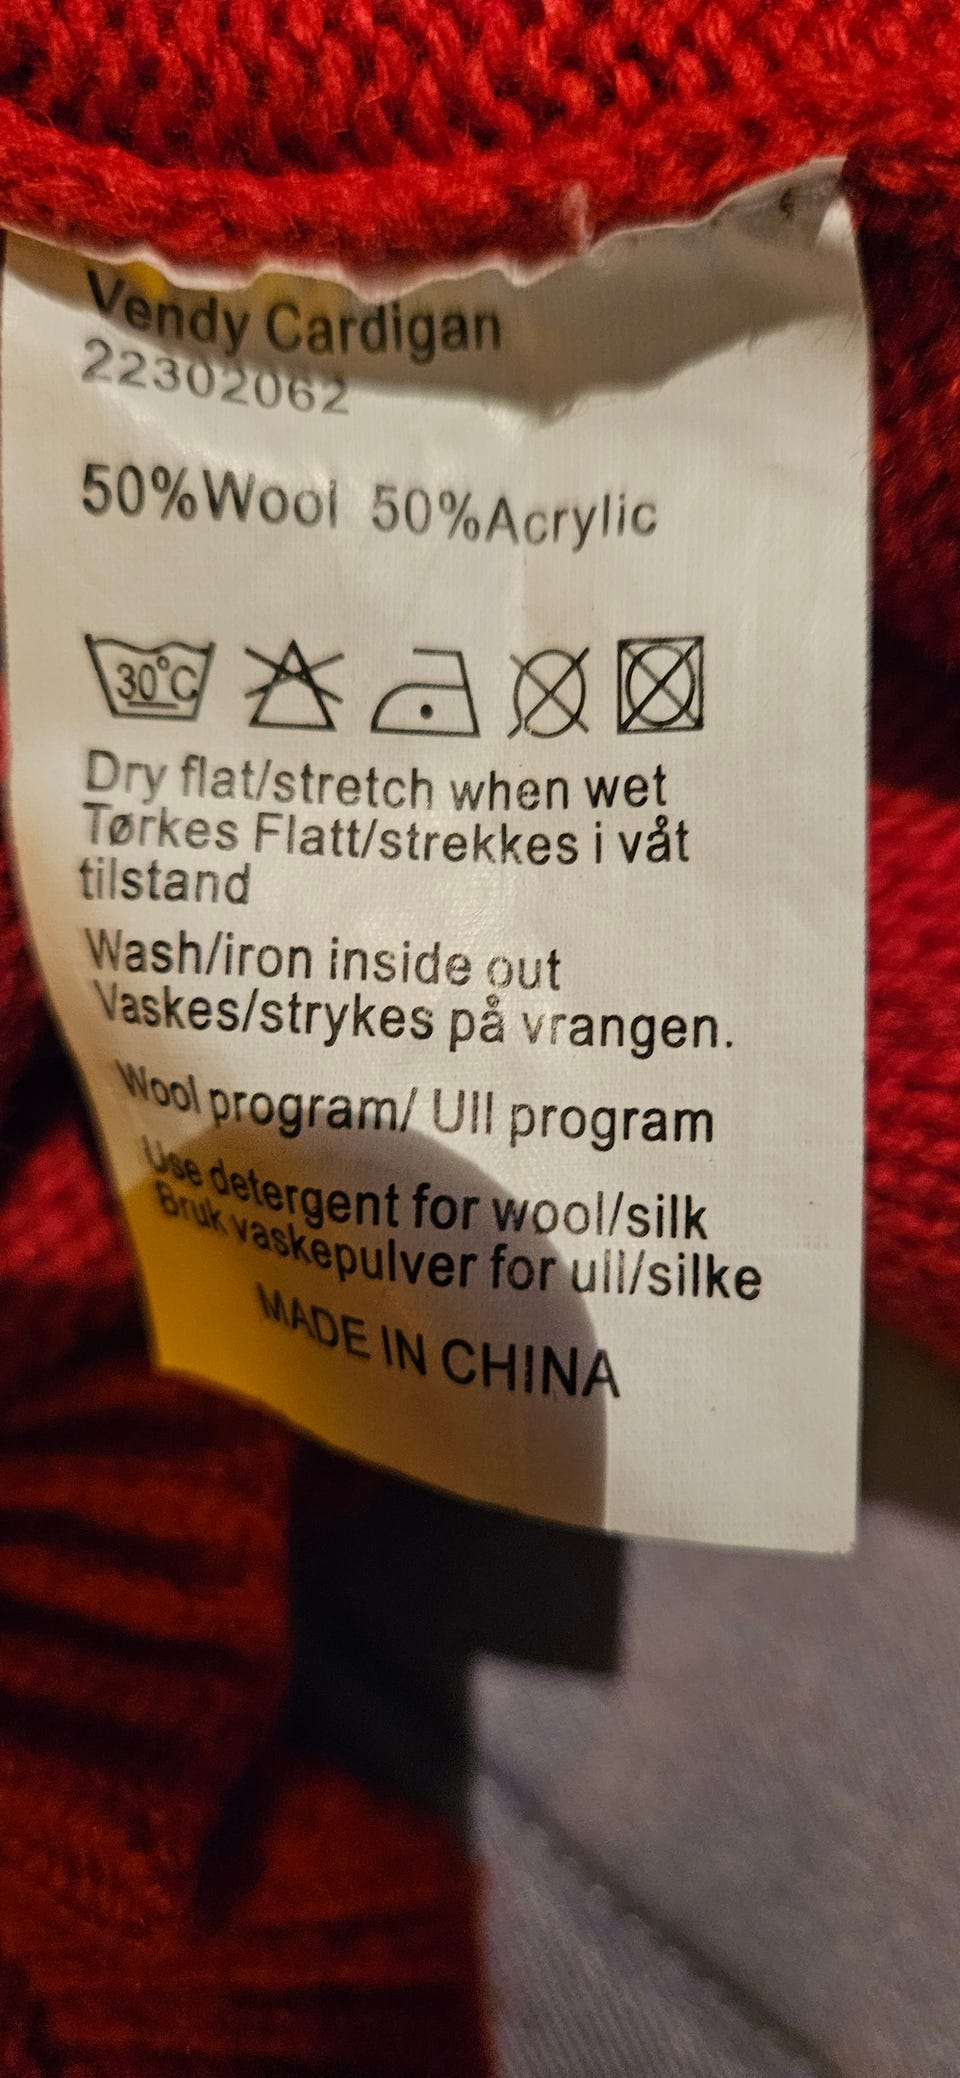 Vendy Cardigan
22302062
50%Wool 50%Acrylic
30°C
Dry flat/stretch when wet
Tørkes Flatt/strekkes i våt
tilstand
Wash/iron inside out
Vaskes/strykes på vrangen.
Wool program/ Ull program
Use detergent for wool/silk
Bruk vaskepulver for ull/silke
MADE IN CHINA